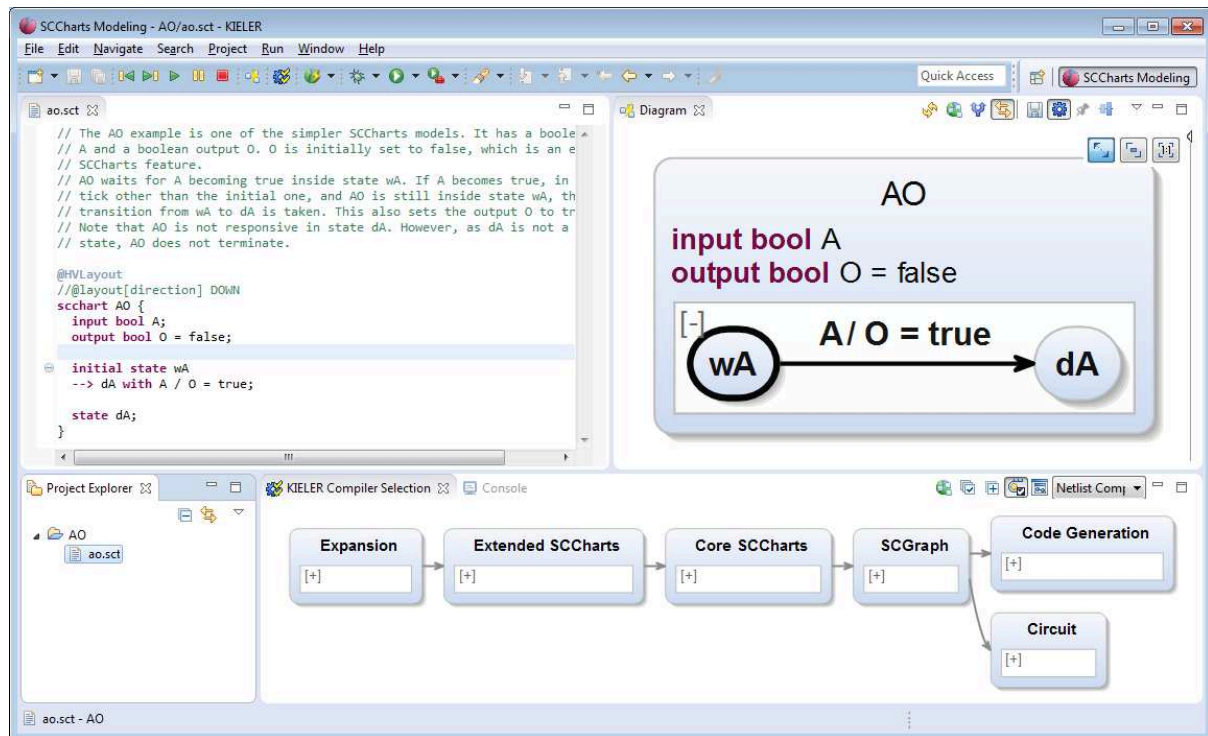 SCCharts Modeling - AO/ao.sct - KIELER
File Edit Navigate Search Project Run Window Help
Quick Access
SCCharts Modeling
ao.sct
// The AO example is one of the simpler SCCharts models. It has a boole
// A and a boolean output O. O is initially set to false, which is an e
// SCCharts feature.
// AO waits for A becoming true inside state wA. If A becomes true, in
// tick other than the initial one, and AO is still inside state wA, th
// transition from wA to dA is taken. This also sets the output O to tr
// Note that AO is not responsive in state dA. However, as dA is not a
// state, AO does not terminate.
@HVLayout
//@layout[direction] DOWN
scchart AO {
input bool A;
output bool O = false;
initial state wA
--> dA with A / O = true;
state dA;
}
Diagram
AO
input bool A
output bool O = false
[-]
A / O = true
wA
dA
Project Explorer
AO
ao.sct
KIELER Compiler Selection
Console
Netlist Comp
Expansion
[+]
Extended SCCharts
[+]
Core SCCharts
[+]
SCGraph
[+]
Code Generation
[+]
Circuit
[+]
ao.sct - AO